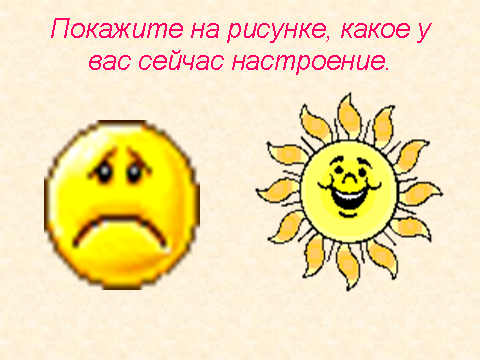 Покажите на рисунке, какое у
вас сейчас настроение.